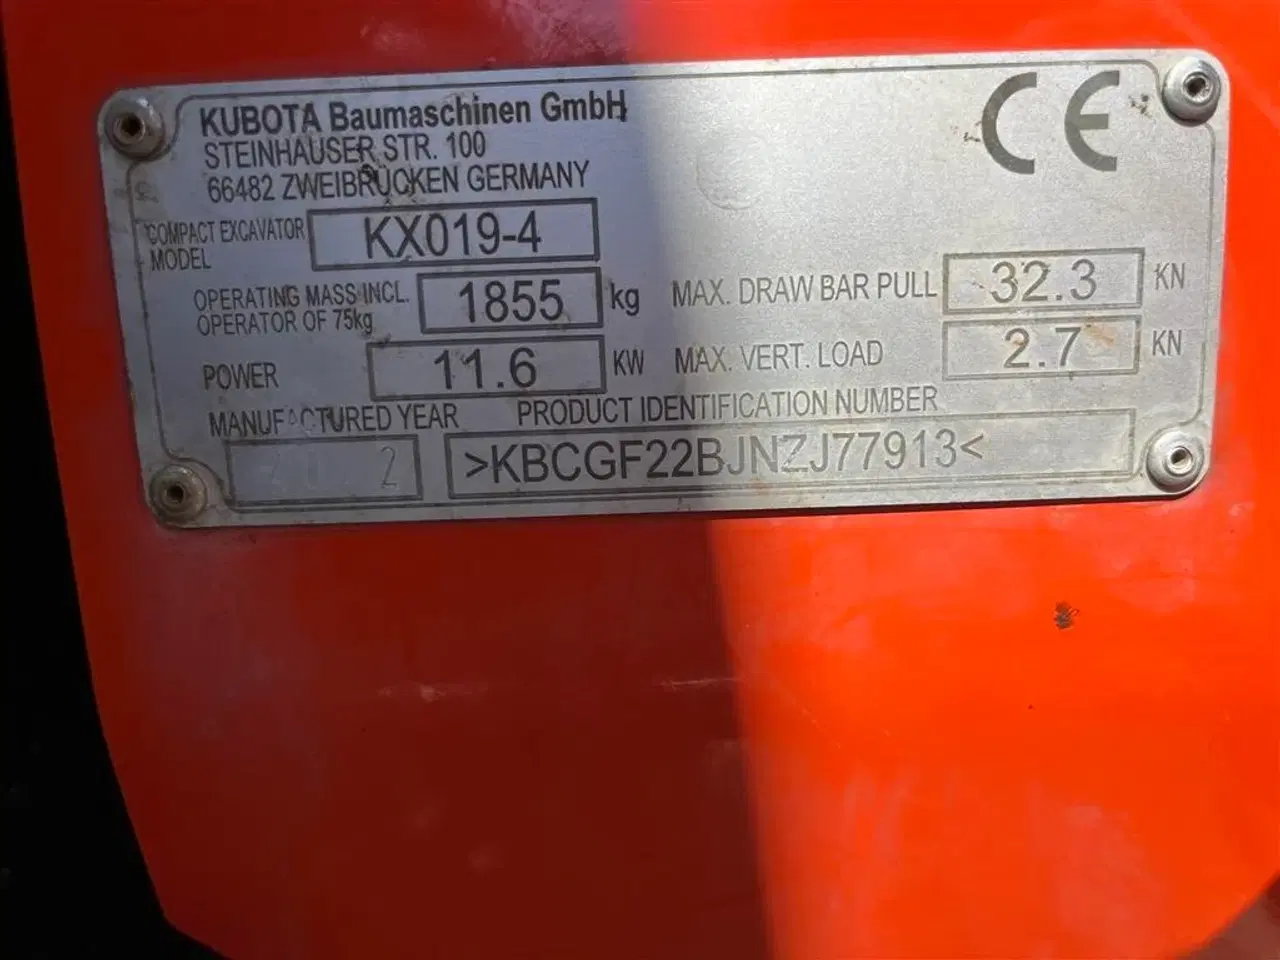 KUBOTA Baumaschinen GmbH
STEINHAUSER STR. 100
66482 ZWEIBRÜCKEN GERMANY
CE
COMPACT EXCAVATOR
MODEL
KX019-4
OPERATING MASS INCL.
OPERATOR OF 75kg
1855 kg
MAX. DRAW BAR PULL 32.3 KN
POWER 11.6 KW
MAX. VERT. LOAD 2.7 KN
MANUFACTURED YEAR
PRODUCT IDENTIFICATION NUMBER
>KBCGF22BJNZJ77913<